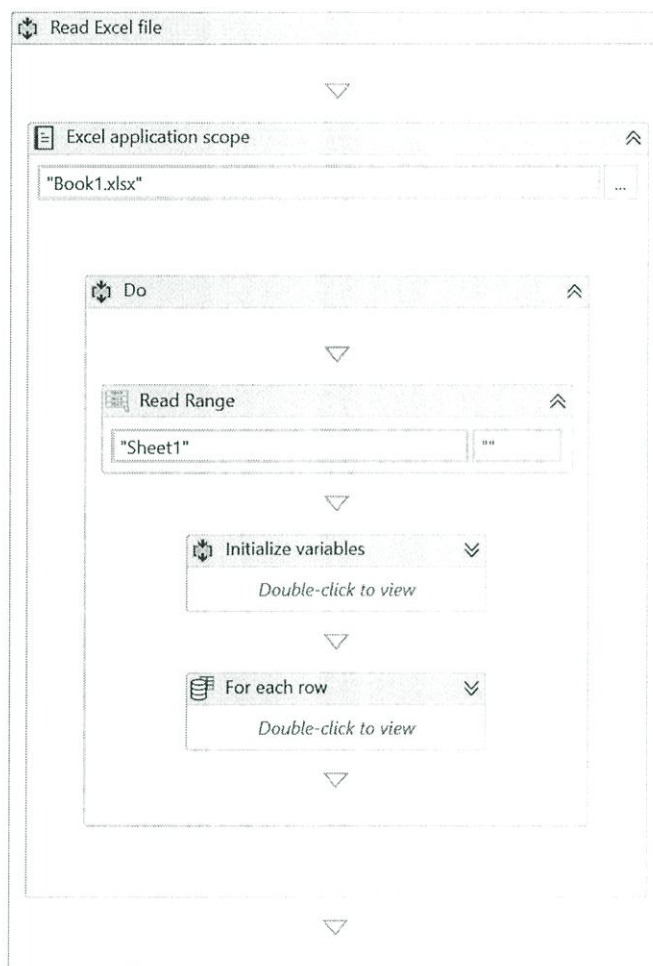 Read Excel file
Excel application scope
"Book1.xlsx" ...
Do
Read Range
"Sheet1" ""
Initialize variables
Double-click to view
For each row
Double-click to view